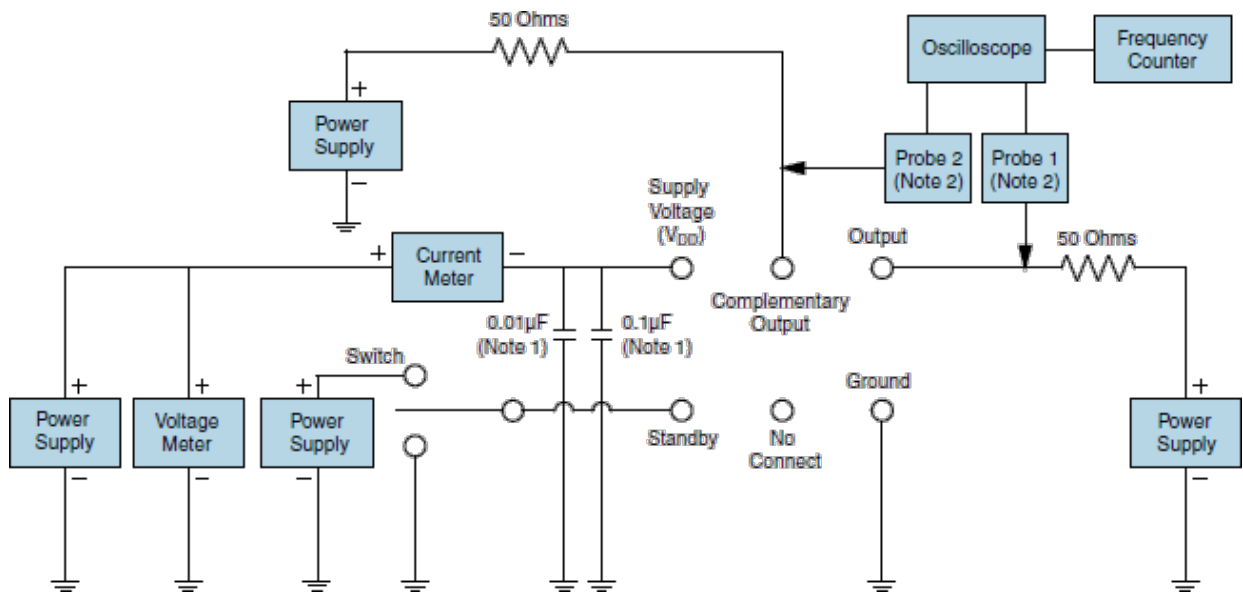 50 Ohms
Oscilloscope
Frequency
Counter
+
Power
Supply
−
Probe 2
(Note 2)
Probe 1
(Note 2)
Supply
Voltage
(VDD)
Output
50 Ohms
+
Current
Meter
−
Complementary
Output
0.01µF
(Note 1)
0.1µF
(Note 1)
Switch
Ground
+
Power
Supply
−
+
Voltage
Meter
−
+
Power
Supply
−
Standby
No
Connect
+
Power
Supply
−